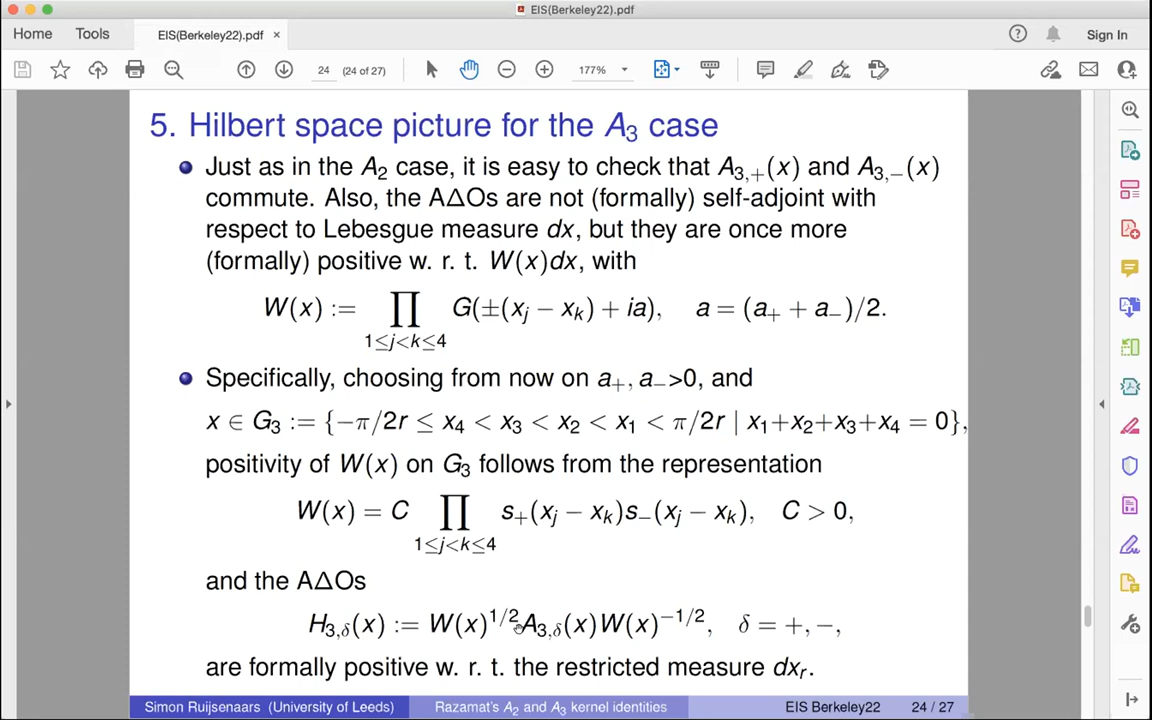 EIS(Berkeley22).pdf
Home Tools EIS(Berkeley22).pdf × Sign In
24 (24 of 27) 177%
5. Hilbert space picture for the A₃ case
Just as in the A₂ case, it is easy to check that A₃,₊(x) and A₃,₋(x)
commute. Also, the AΔOs are not (formally) self-adjoint with
respect to Lebesgue measure dx, but they are once more
(formally) positive w. r. t. W(x)dx, with
W(x) := ∏ G(±(xⱼ − xₖ) + ia), a = (a₊ + a₋)/2.
1≤j<k≤4
Specifically, choosing from now on a₊, a₋>0, and
x ∈ G₃ := {−π/2r ≤ x₄ < x₃ < x₂ < x₁ < π/2r | x₁+x₂+x₃+x₄ = 0},
positivity of W(x) on G₃ follows from the representation
W(x) = C ∏ s₊(xⱼ − xₖ)s₋(xⱼ − xₖ), C > 0,
1≤j<k≤4
and the AΔOs
H₃,δ(x) := W(x)^1/2 A₃,δ(x)W(x)^−1/2, δ = +, −,
are formally positive w. r. t. the restricted measure dxᵣ.
Simon Ruijsenaars (University of Leeds) Razamat's A₂ and A₃ kernel identities EIS Berkeley22 24 / 27